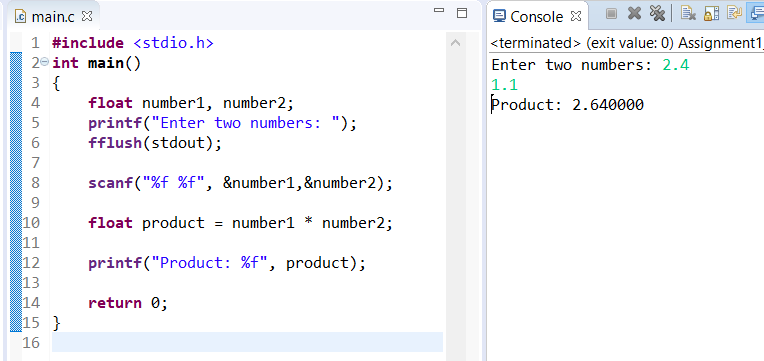 main.c
1 #include <stdio.h>
2 int main()
3 {
4     float number1, number2;
5     printf("Enter two numbers: ");
6     fflush(stdout);
7
8     scanf("%f %f", &number1,&number2);
9
10     float product = number1 * number2;
11
12     printf("Product: %f", product);
13
14     return 0;
15 }
16
Console
<terminated> (exit value: 0) Assignment1_
Enter two numbers: 2.4
1.1
Product: 2.640000